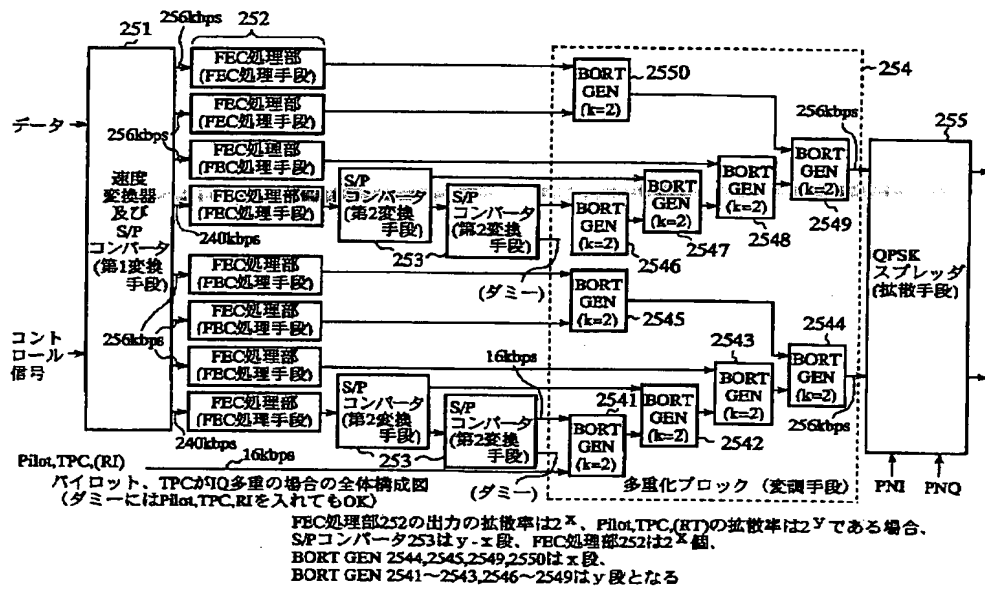 251
256kbps
252
FEC処理部
(FEC処理手段)
FEC処理部
(FEC処理手段)
256kbps
FEC処理部
(FEC処理手段)
FEC処理部
(FEC処理手段)
240kbps
データ
速度
変換器
及び
S/P
コンバータ
(第1変換
手段)
コント
ロール
信号
FEC処理部
(FEC処理手段)
FEC処理部
(FEC処理手段)
256kbps
FEC処理部
(FEC処理手段)
FEC処理部
(FEC処理手段)
240kbps
S/P
コンバータ
(第2変換
手段)
S/P
コンバータ
(第2変換
手段)
253
(ダミー)
S/P
コンバータ
(第2変換
手段)
S/P
コンバータ
(第2変換
手段)
253
(ダミー)
16kbps
BORT
GEN
(k=2)
2550
BORT
GEN
(k=2)
2546
BORT
GEN
(k=2)
2547
BORT
GEN
(k=2)
2548
BORT
GEN
(k=2)
2549
256kbps
254
BORT
GEN
(k=2)
2545
2541
BORT
GEN
(k=2)
BORT
GEN
(k=2)
2542
2543
BORT
GEN
(k=2)
2544
BORT
GEN
(k=2)
256kbps
多重化ブロック(変調手段)
255
QPSK
スプレッダ
(拡散手段)
PNI
PNQ
Pilot,TPC,(RI)
16kbps
パイロット、TPCがIQ多重の場合の全体構成図
(ダミーにはPilot,TPC,RIを入れてもOK)
FEC処理部252の出力の拡散率は2^x、Pilot,TPC,(RT)の拡散率は2^yである場合、
S/Pコンバータ253はy-x段、FEC処理部252は2^x個、
BORT GEN 2544,2545,2549,2550はx段、
BORT GEN 2541~2543,2546~2549はy段となる